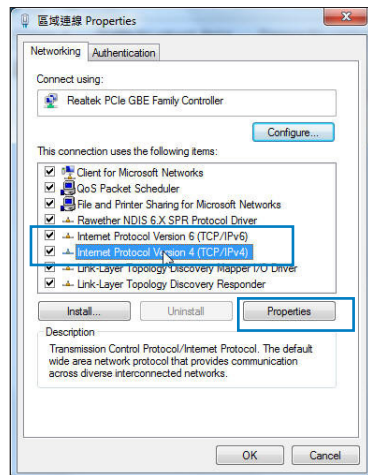 區域連線 Properties
Networking
Authentication
Connect using:
Realtek PCIe GBE Family Controller
Configure...
This connection uses the following items:
Client for Microsoft Networks
QoS Packet Scheduler
File and Printer Sharing for Microsoft Networks
Rawether NDIS 6.X SPR Protocol Driver
Internet Protocol Version 6 (TCP/IPv6)
Internet Protocol Version 4 (TCP/IPv4)
Link-Layer Topology Discovery Mapper I/O Driver
Link-Layer Topology Discovery Responder
Install...
Uninstall
Properties
Description
Transmission Control Protocol/Internet Protocol. The default
wide area network protocol that provides communication
across diverse interconnected networks.
OK
Cancel